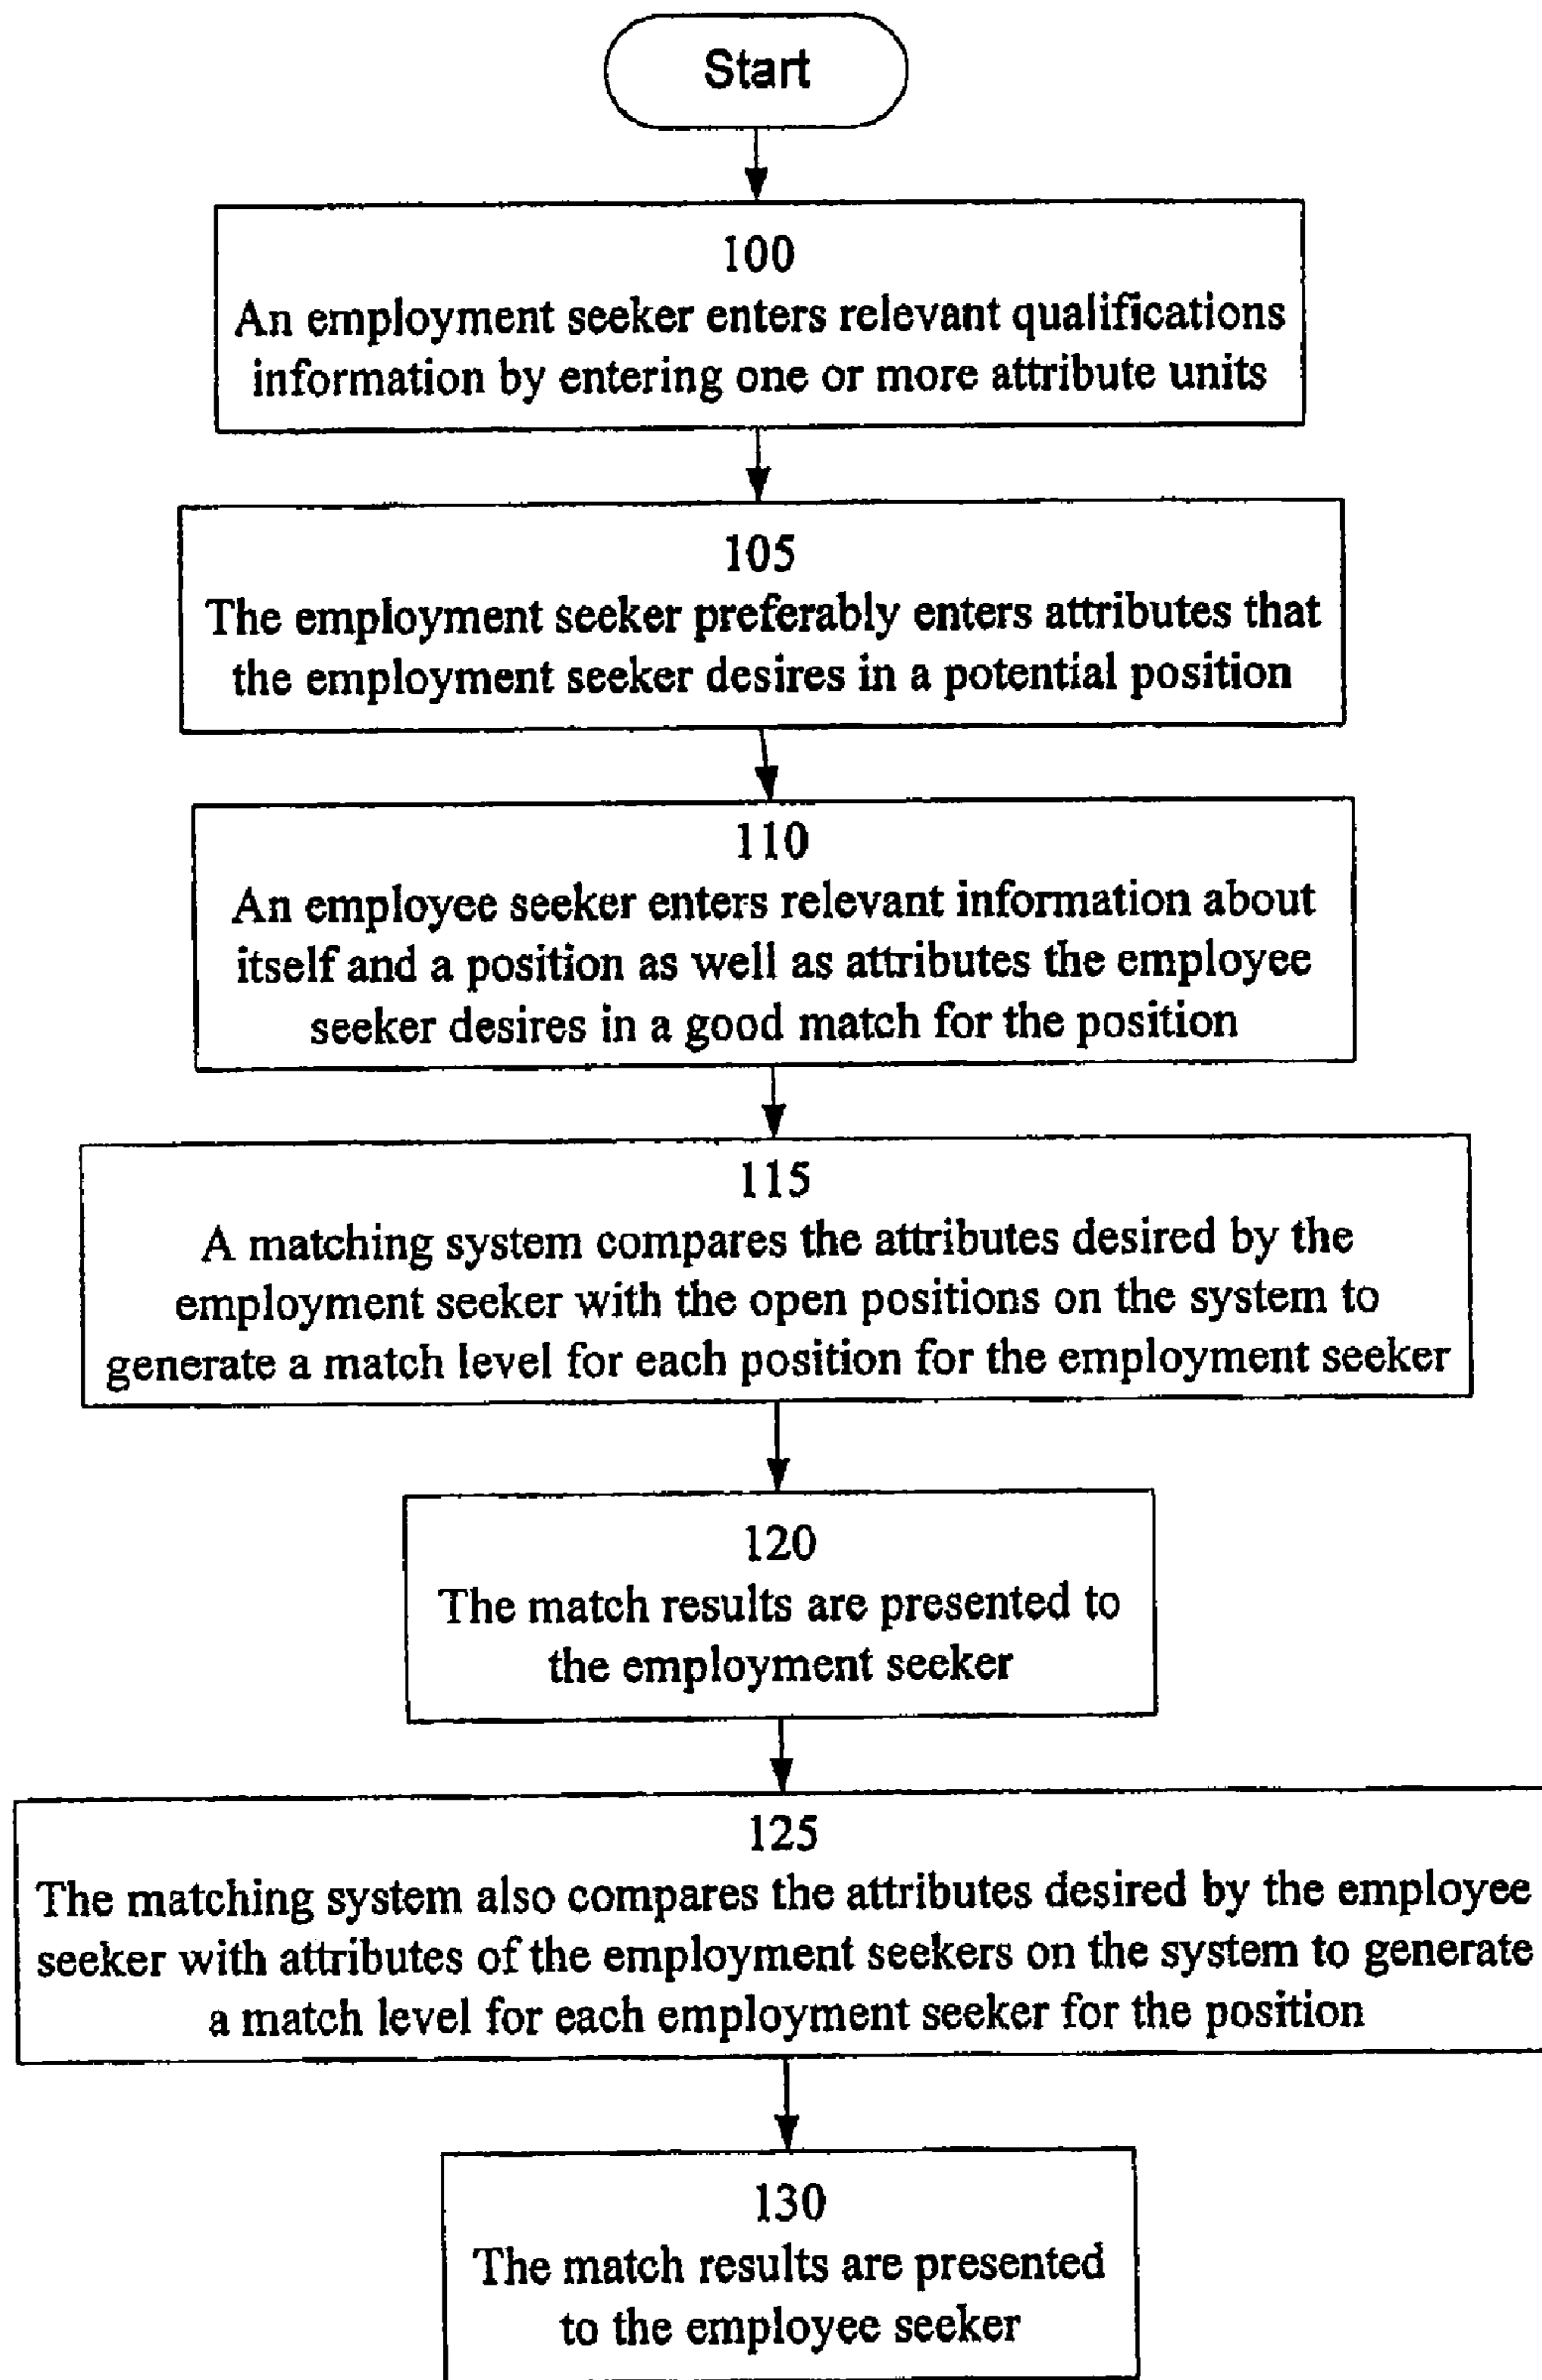 Start
100
An employment seeker enters relevant qualifications
information by entering one or more attribute units
105
The employment seeker preferably enters attributes that
the employment seeker desires in a potential position
110
An employee seeker enters relevant information about
itself and a position as well as attributes the employee
seeker desires in a good match for the position
115
A matching system compares the attributes desired by the
employment seeker with the open positions on the system to
generate a match level for each position for the employment seeker
120
The match results are presented to
the employment seeker
125
The matching system also compares the attributes desired by the employee
seeker with attributes of the employment seekers on the system to generate
a match level for each employment seeker for the position
130
The match results are presented
to the employee seeker